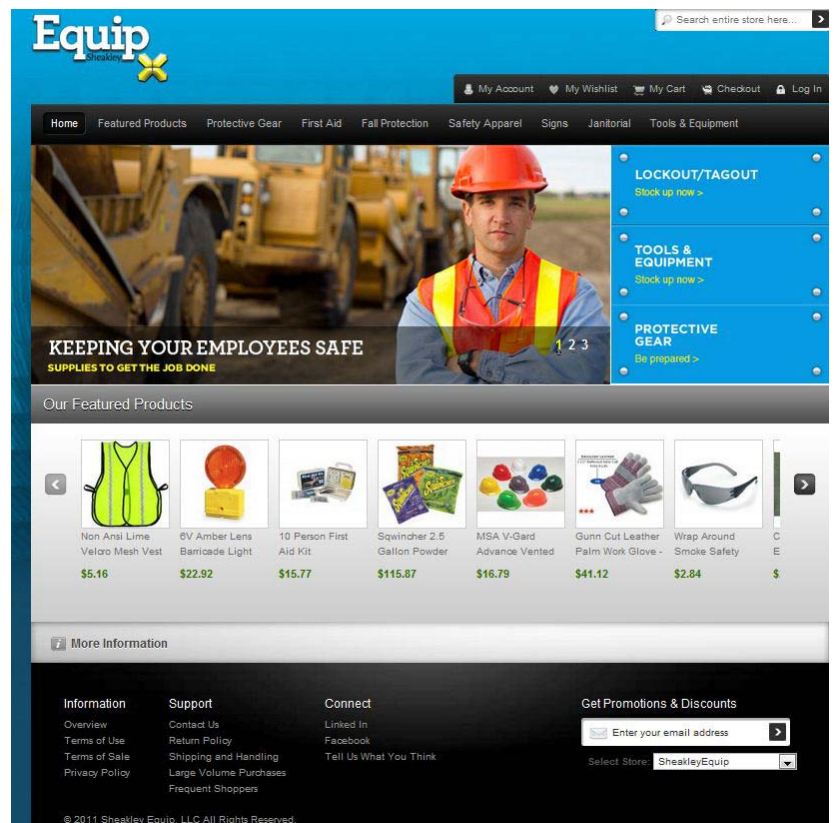 Equip
Sheakley
Search entire store here...
My Account My Wishlist My Cart Checkout Log In
Home Featured Products Protective Gear First Aid Fall Protection Safety Apparel Signs Janitorial Tools & Equipment
LOCKOUT/TAGOUT
Stock up now >
TOOLS &
EQUIPMENT
Stock up now >
PROTECTIVE
GEAR
Be prepared >
KEEPING YOUR EMPLOYEES SAFE
SUPPLIES TO GET THE JOB DONE
1 2 3
Our Featured Products
Non Ansi Lime
Velcro Mesh Vest
$5.16
6V Amber Lens
Barricade Light
$22.92
10 Person First
Aid Kit
$15.77
Sqwincher 2.5
Gallon Powder
$115.87
MSA V-Gard
Advance Vented
$16.79
Gunn Cut Leather
Palm Work Glove -
$41.12
Wrap Around
Smoke Safety
$2.84
C
E
$
More Information
Information
Overview
Terms of Use
Terms of Sale
Privacy Policy
Support
Contact Us
Return Policy
Shipping and Handling
Large Volume Purchases
Frequent Shoppers
Connect
Linked In
Facebook
Tell Us What You Think
Get Promotions & Discounts
Enter your email address
Select Store: SheakleyEquip
© 2011 Sheakley Equip, LLC All Rights Reserved.